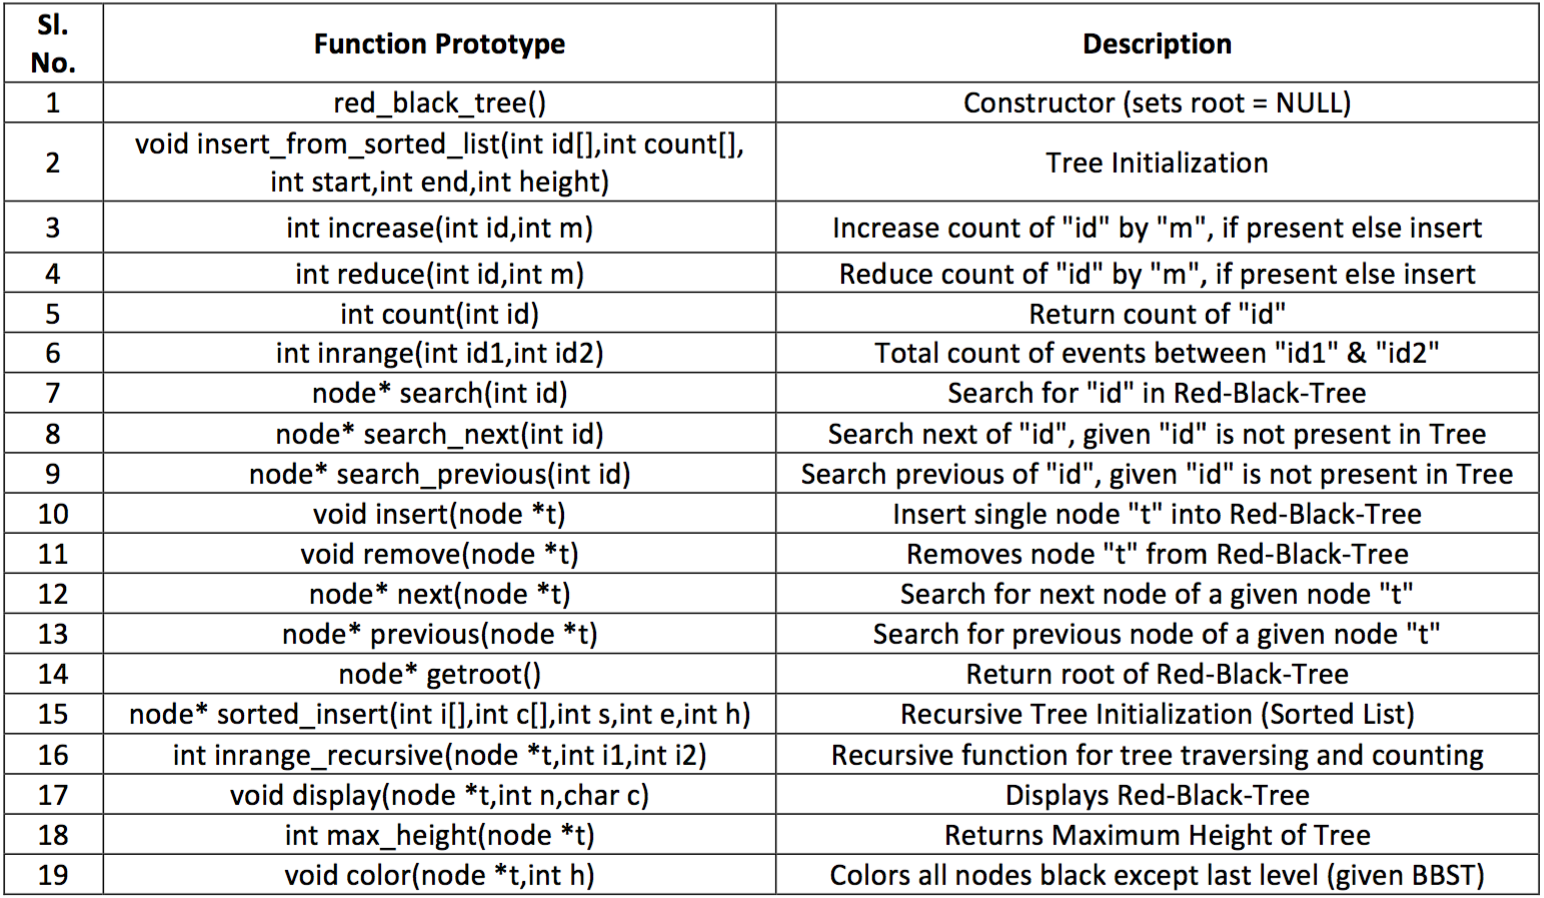 Sl. No. Function Prototype Description
1 red_black_tree() Constructor (sets root = NULL)
2 void insert_from_sorted_list(int id[],int count[], int start,int end,int height) Tree Initialization
3 int increase(int id,int m) Increase count of "id" by "m", if present else insert
4 int reduce(int id,int m) Reduce count of "id" by "m", if present else insert
5 int count(int id) Return count of "id"
6 int inrange(int id1,int id2) Total count of events between "id1" & "id2"
7 node* search(int id) Search for "id" in Red-Black-Tree
8 node* search_next(int id) Search next of "id", given "id" is not present in Tree
9 node* search_previous(int id) Search previous of "id", given "id" is not present in Tree
10 void insert(node *t) Insert single node "t" into Red-Black-Tree
11 void remove(node *t) Removes node "t" from Red-Black-Tree
12 node* next(node *t) Search for next node of a given node "t"
13 node* previous(node *t) Search for previous node of a given node "t"
14 node* getroot() Return root of Red-Black-Tree
15 node* sorted_insert(int i[],int c[],int s,int e,int h) Recursive Tree Initialization (Sorted List)
16 int inrange_recursive(node *t,int i1,int i2) Recursive function for tree traversing and counting
17 void display(node *t,int n,char c) Displays Red-Black-Tree
18 int max_height(node *t) Returns Maximum Height of Tree
19 void color(node *t,int h) Colors all nodes black except last level (given BBST)